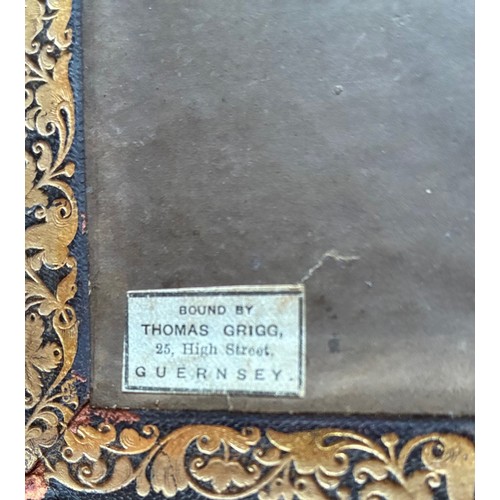 BOUND BY
THOMAS GRIGG,
25, High Street,
GUERNSEY.